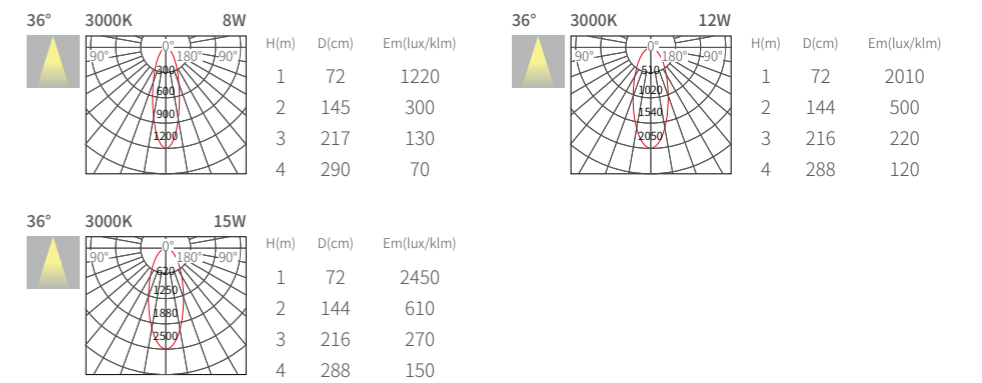 36° 3000K 8W
H(m) D(cm) Em(lux/klm)
0°
90° 180° 90°
300
600
900
1200
1 72 1220
2 145 300
3 217 130
4 290 70
36° 3000K 12W
H(m) D(cm) Em(lux/klm)
0°
90° 180° 90°
510
1020
1540
2050
1 72 2010
2 144 500
3 216 220
4 288 120
36° 3000K 15W
H(m) D(cm) Em(lux/klm)
0°
90° 180° 90°
620
1250
1880
2500
1 72 2450
2 144 610
3 216 270
4 288 150